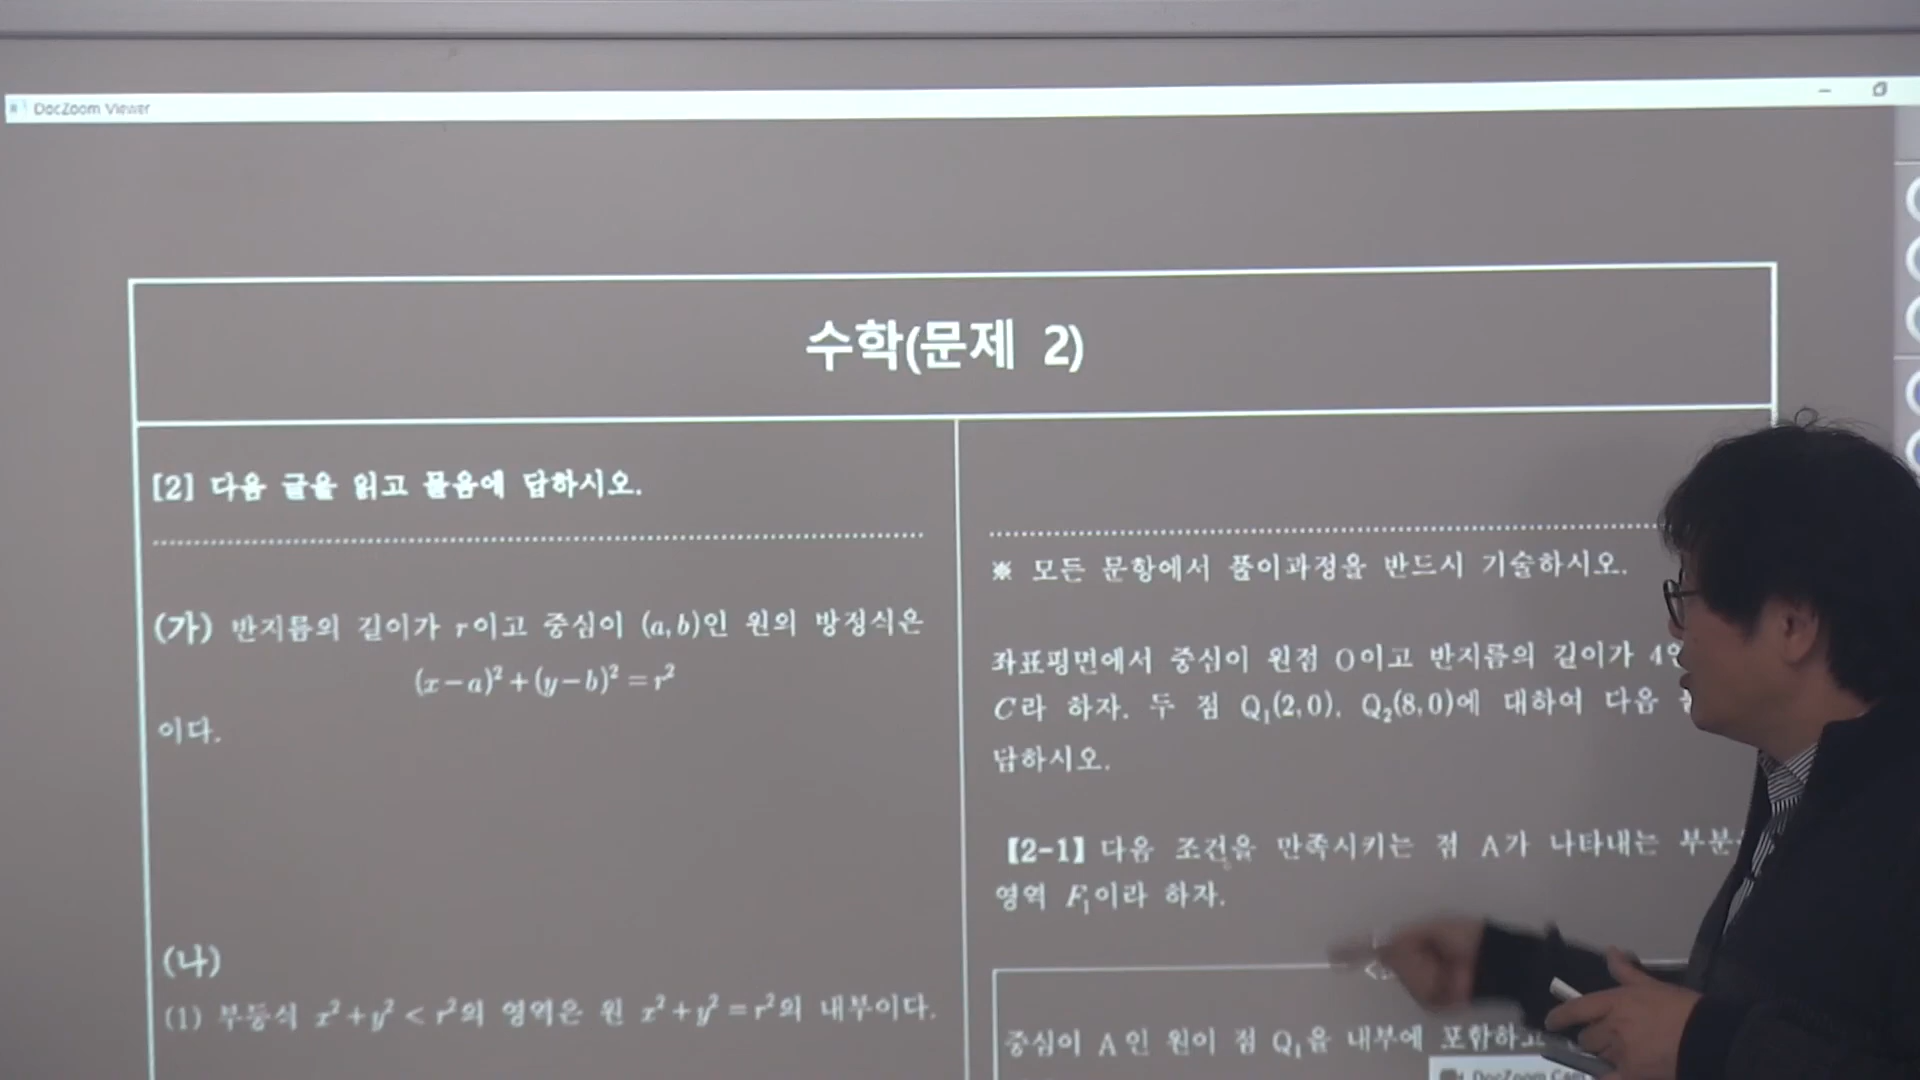 DocZoom Viewer
수학(문제 2)
[2] 다음 글을 읽고 물음에 답하시오.
(가) 반지름의 길이가 r이고 중심이 (a, b)인 원의 방정식은
(x-a)²+(y-b)²=r²
이다.
(나)
(1) 부등식 x²+y² < r²의 영역은 원 x²+y²=r²의 내부이다.
※ 모든 문항에서 풀이과정을 반드시 기술하시오.
좌표평면에서 중심이 원점 O이고 반지름의 길이가 4인
C라 하자. 두 점 Q₁(2,0), Q₂(8,0)에 대하여 다음
답하시오.
【2-1】 다음 조건을 만족시키는 점 A가 나타내는 부분
영역 F₁이라 하자.
중심이 A인 원이 점 Q₁을 내부에 포함하고
DocZoom Cam